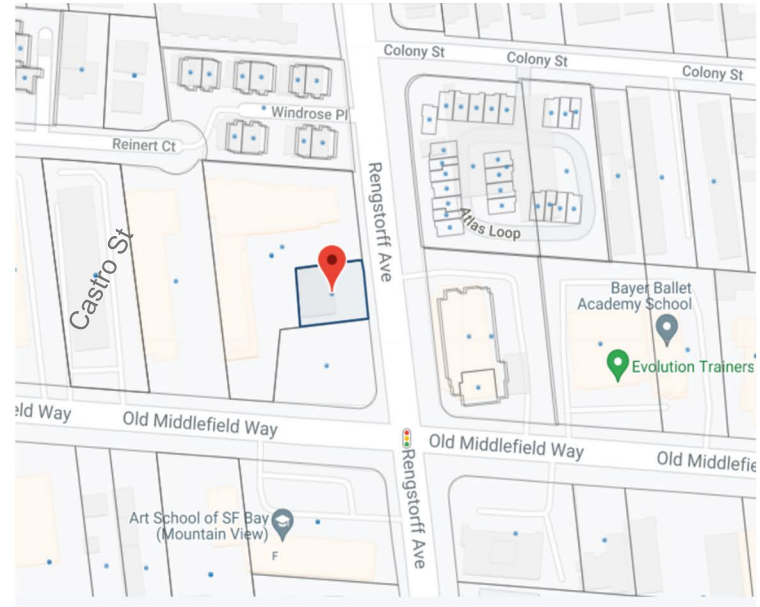 Colony St
Colony St
Colony St
Windrose Pl
Reinert Ct
Rengstorff Ave
Atlas Loop
Castro St
Bayer Ballet
Academy School
Evolution Trainers
eld Way
Old Middlefield Way
Old Middlefield Way
Old Middlefie
Rengstorff Ave
Art School of SF Bay
(Mountain View)
F